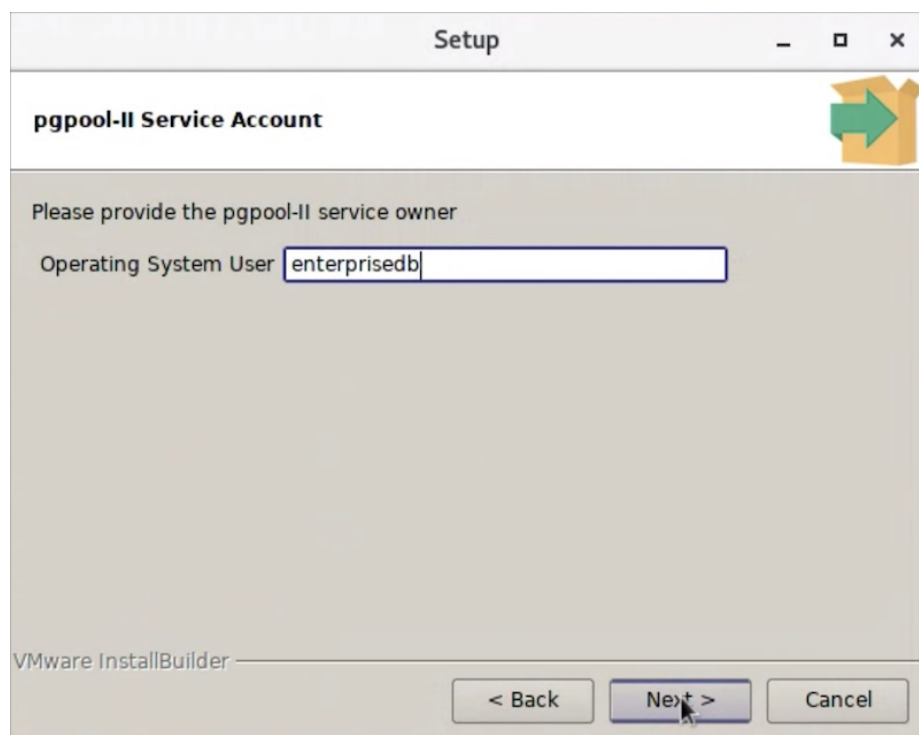 Setup
pgpool-II Service Account
Please provide the pgpool-II service owner
Operating System User enterprisedb
VMware InstallBuilder
< Back Next > Cancel